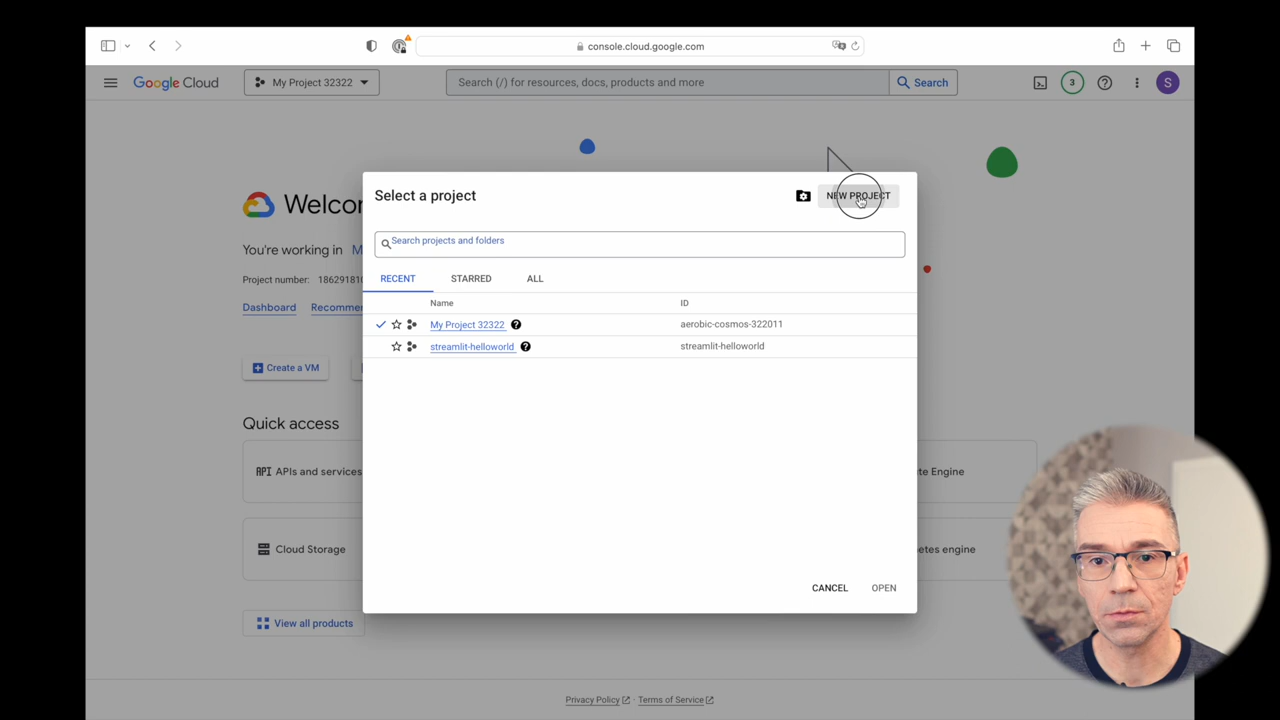 console.cloud.google.com
Google Cloud
My Project 32322
Search (/) for resources, docs, products and more
Search
3
S
Welcor
You're working in M
Project number: 18629181
Dashboard
Recomme
Create a VM
Quick access
API APIs and services
te Engine
Cloud Storage
etes engine
View all products
Select a project
NEW PROJECT
Search projects and folders
RECENT
STARRED
ALL
Name
ID
My Project 32322
aerobic-cosmos-322011
streamlit-helloworld
streamlit-helloworld
CANCEL
OPEN
Privacy Policy · Terms of Service